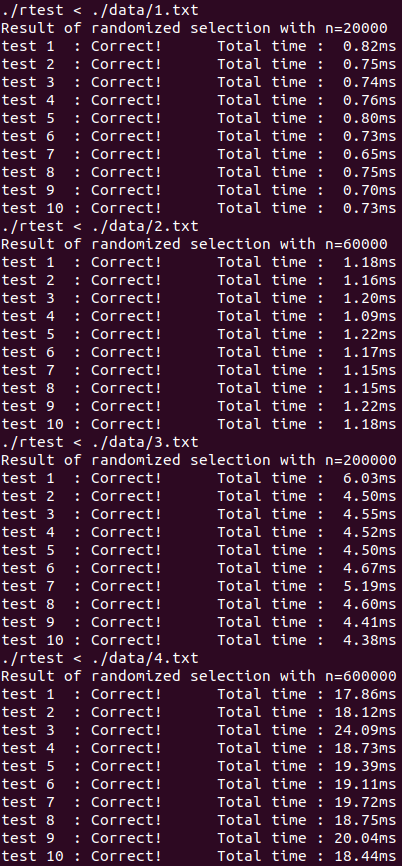 ./rtest < ./data/1.txt
Result of randomized selection with n=20000
test 1  : Correct!      Total time :  0.82ms
test 2  : Correct!      Total time :  0.75ms
test 3  : Correct!      Total time :  0.74ms
test 4  : Correct!      Total time :  0.76ms
test 5  : Correct!      Total time :  0.80ms
test 6  : Correct!      Total time :  0.73ms
test 7  : Correct!      Total time :  0.65ms
test 8  : Correct!      Total time :  0.75ms
test 9  : Correct!      Total time :  0.70ms
test 10 : Correct!      Total time :  0.73ms
./rtest < ./data/2.txt
Result of randomized selection with n=60000
test 1  : Correct!      Total time :  1.18ms
test 2  : Correct!      Total time :  1.16ms
test 3  : Correct!      Total time :  1.20ms
test 4  : Correct!      Total time :  1.09ms
test 5  : Correct!      Total time :  1.22ms
test 6  : Correct!      Total time :  1.17ms
test 7  : Correct!      Total time :  1.15ms
test 8  : Correct!      Total time :  1.15ms
test 9  : Correct!      Total time :  1.22ms
test 10 : Correct!      Total time :  1.18ms
./rtest < ./data/3.txt
Result of randomized selection with n=200000
test 1  : Correct!      Total time :  6.03ms
test 2  : Correct!      Total time :  4.50ms
test 3  : Correct!      Total time :  4.55ms
test 4  : Correct!      Total time :  4.52ms
test 5  : Correct!      Total time :  4.50ms
test 6  : Correct!      Total time :  4.67ms
test 7  : Correct!      Total time :  5.19ms
test 8  : Correct!      Total time :  4.60ms
test 9  : Correct!      Total time :  4.41ms
test 10 : Correct!      Total time :  4.38ms
./rtest < ./data/4.txt
Result of randomized selection with n=600000
test 1  : Correct!      Total time : 17.86ms
test 2  : Correct!      Total time : 18.12ms
test 3  : Correct!      Total time : 24.09ms
test 4  : Correct!      Total time : 18.73ms
test 5  : Correct!      Total time : 19.39ms
test 6  : Correct!      Total time : 19.11ms
test 7  : Correct!      Total time : 19.72ms
test 8  : Correct!      Total time : 18.75ms
test 9  : Correct!      Total time : 20.04ms
test 10 : Correct!      Total time : 18.44ms